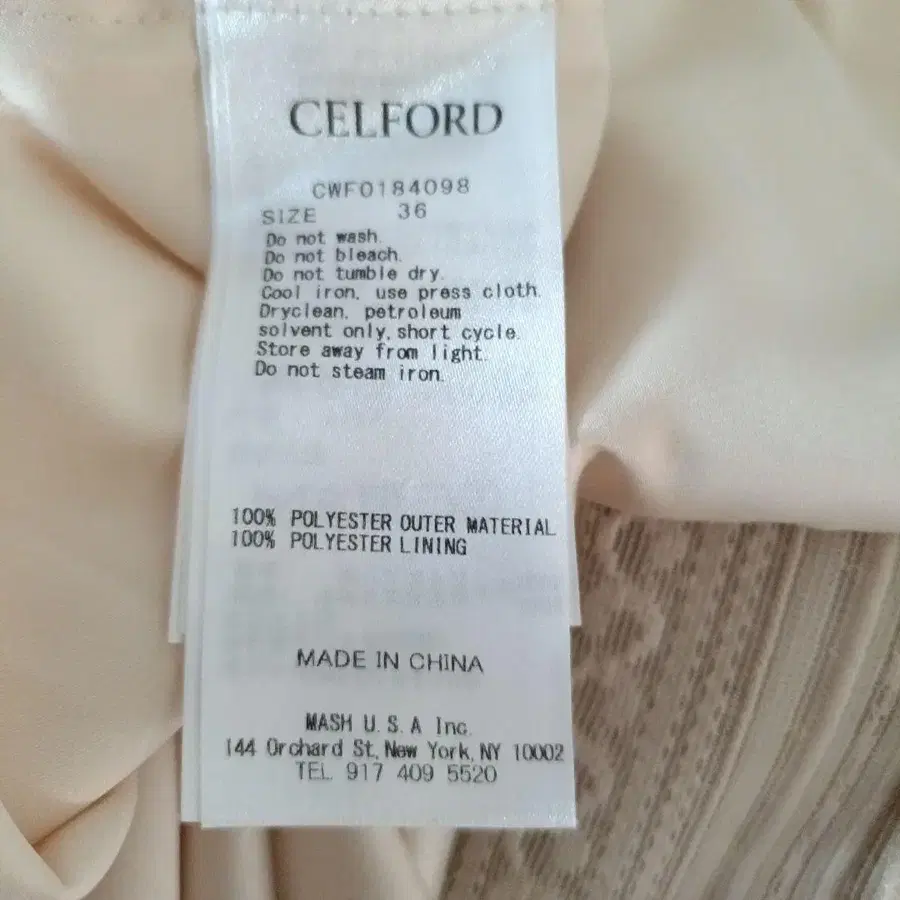 CELFORD
CWF0184098
SIZE 36
Do not wash.
Do not bleach.
Do not tumble dry.
Cool iron, use press cloth.
Dryclean, petroleum
solvent only, short cycle.
Store away from light.
Do not steam iron.
100% POLYESTER OUTER MATERIAL
100% POLYESTER LINING
MADE IN CHINA
MASH U.S.A Inc.
144 Orchard St, New York, NY 10002
TEL 917 409 5520